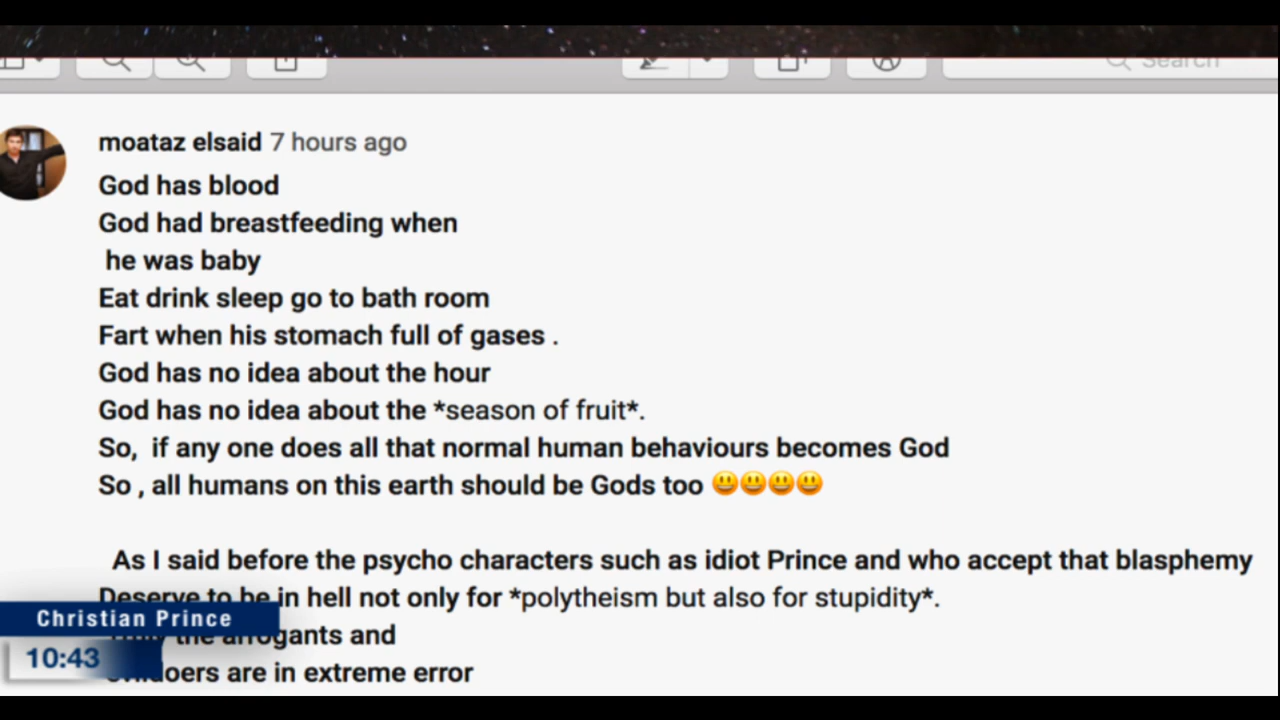 Search
moataz elsaid 7 hours ago
God has blood
God had breastfeeding when
he was baby
Eat drink sleep go to bath room
Fart when his stomach full of gases .
God has no idea about the hour
God has no idea about the *season of fruit*.
So, if any one does all that normal human behaviours becomes God
So , all humans on this earth should be Gods too 😃😃😃😃
As I said before the psycho characters such as idiot Prince and who accept that blasphemy
Deserve to be in hell not only for *polytheism but also for stupidity*.
the arrogants and
are in extreme error
Christian Prince
10:43